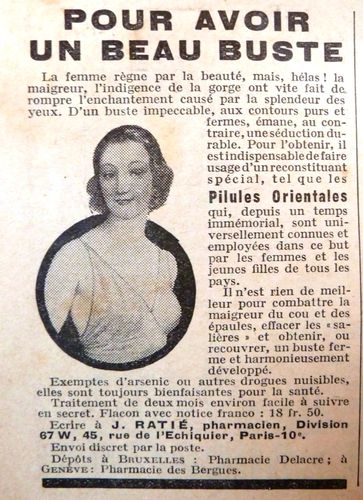 POUR AVOIR
UN BEAU BUSTE
La femme règne par la beauté, mais, hélas ! la
maigreur, l'indigence de la gorge ont vite fait de
rompre l'enchantement causé par la splendeur des
yeux. D'un buste impeccable, aux contours purs et
fermes, émane, au con-
traire, une séduction du-
rable. Pour l'obtenir, il
est indispensable de faire
usage d'un reconstituant
spécial, tel que les
Pilules Orientales
qui, depuis un temps
immémorial, sont uni-
versellement connues et
employées dans ce but
par les femmes et les
jeunes filles de tous les
pays.
Il n'est rien de meil-
leur pour combattre la
maigreur du cou et des
épaules, effacer les « sa-
lières » et obtenir, ou
recouvrer, un buste fer-
me et harmonieusement
développé.
Exemptes d'arsenic ou autres drogues nuisibles,
elles sont toujours bienfaisantes pour la santé.
Traitement de deux mois environ facile à suivre
en secret. Flacon avec notice franco : 18 fr. 50.
Ecrire à J. RATIÉ, pharmacien, Division
67 W, 45, rue de l'Echiquier, Paris-10e.
Envoi discret par la poste.
Dépôts à BRUXELLES : Pharmacie Delacre ; à
GENÈVE : Pharmacie des Bergues.